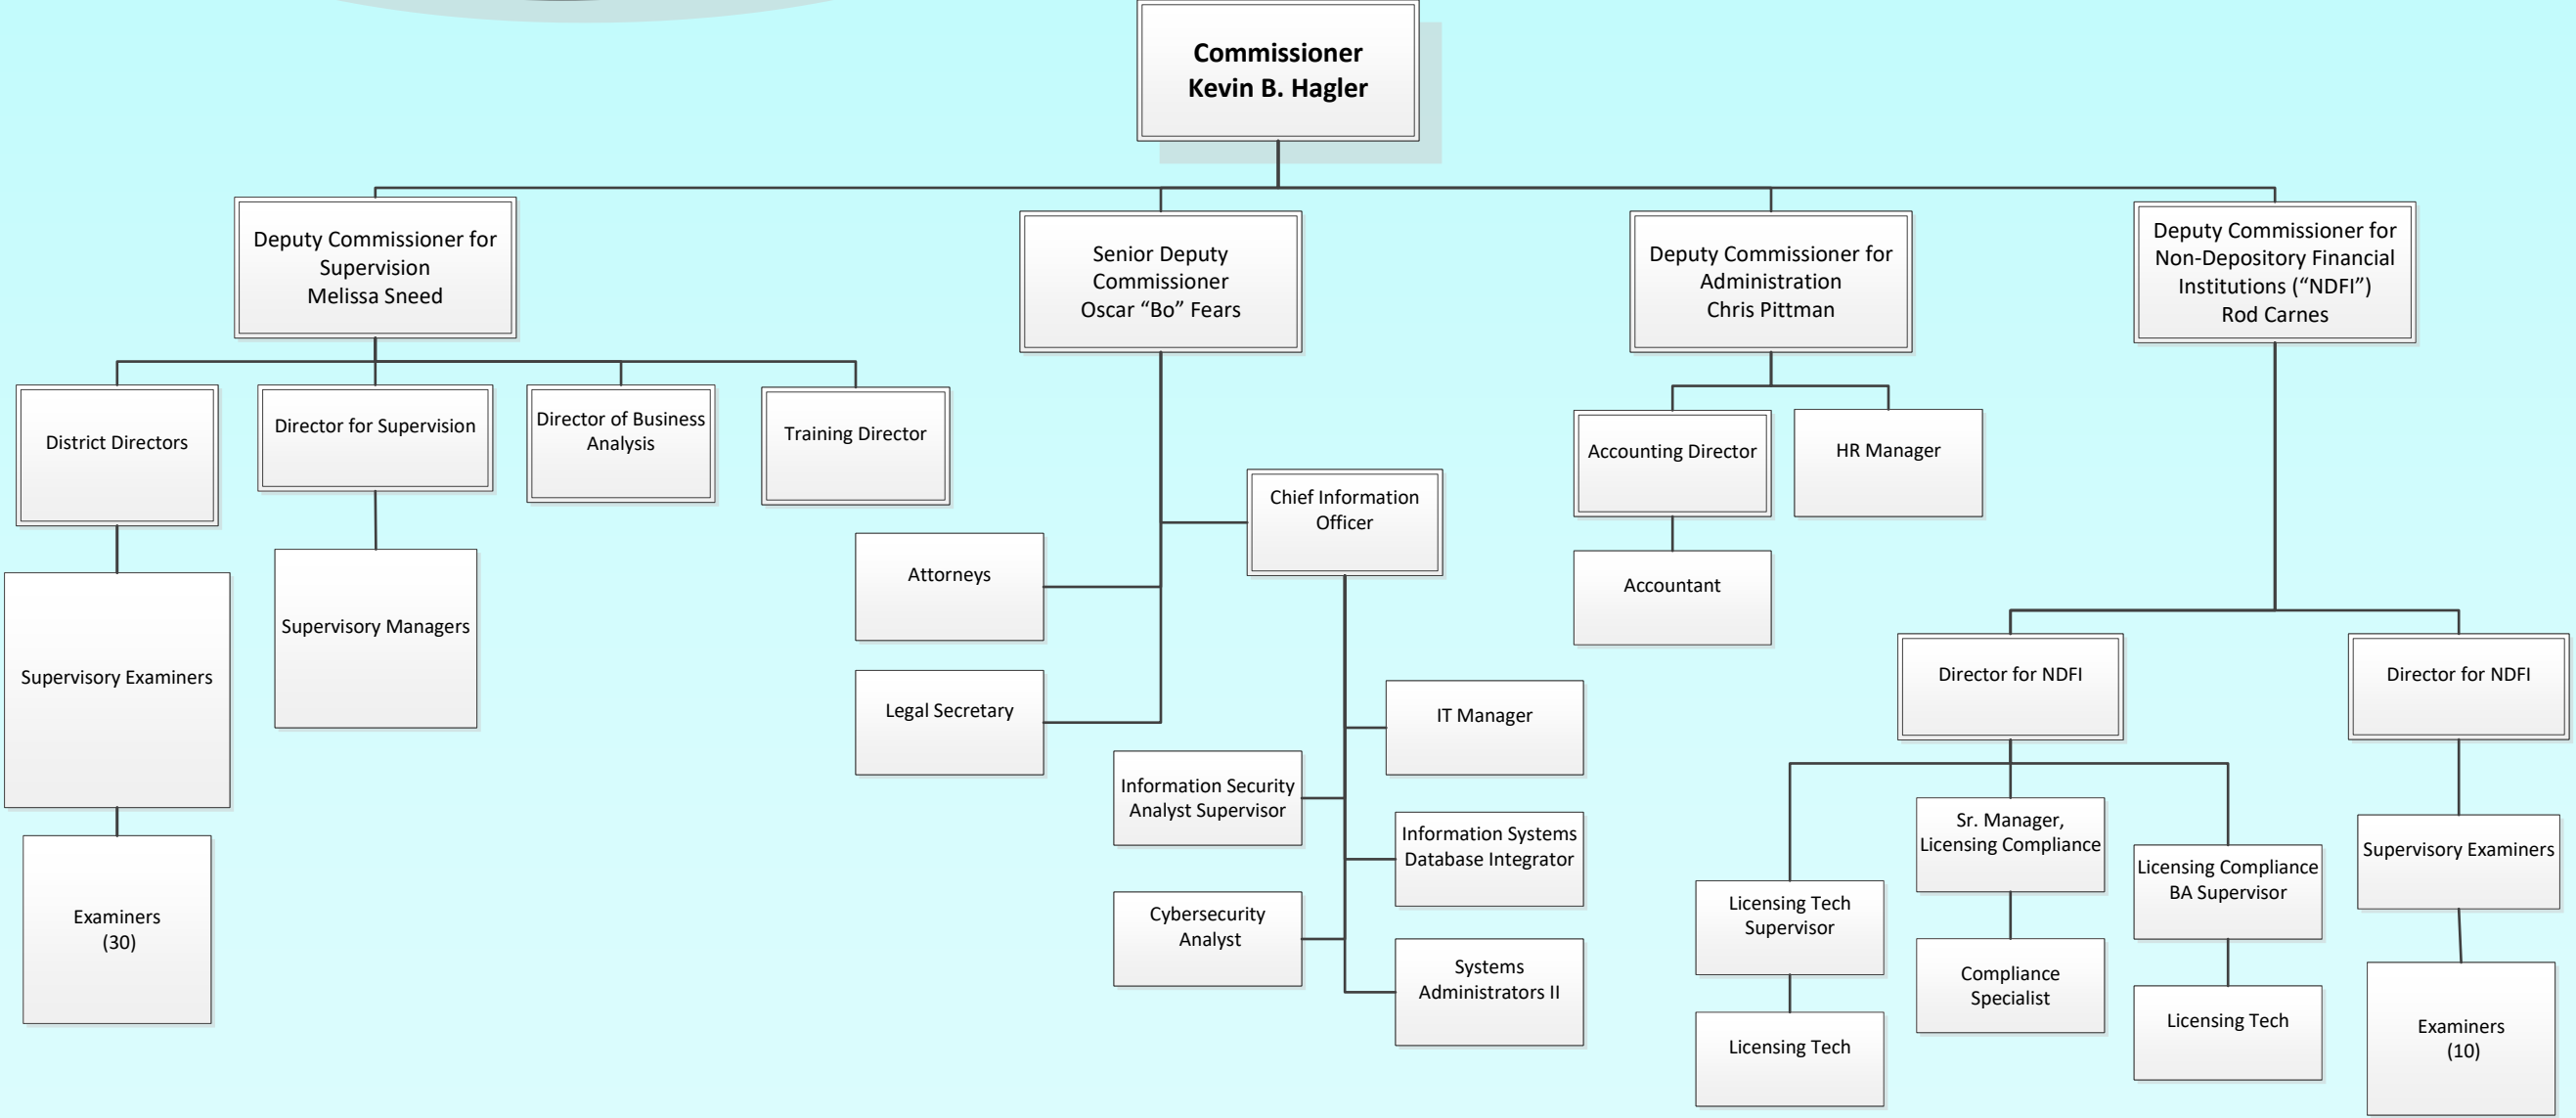 Commissioner
Kevin B. Hagler
Deputy Commissioner for
Supervision
Melissa Sneed
Senior Deputy
Commissioner
Oscar “Bo” Fears
Deputy Commissioner for
Administration
Chris Pittman
Deputy Commissioner for
Non-Depository Financial
Institutions (“NDFI”)
Rod Carnes
District Directors
Director for Supervision
Director of Business
Analysis
Training Director
Accounting Director
HR Manager
Chief Information
Officer
Attorneys
Accountant
Supervisory Examiners
Supervisory Managers
Legal Secretary
IT Manager
Director for NDFI
Director for NDFI
Information Security
Analyst Supervisor
Information Systems
Database Integrator
Sr. Manager,
Licensing Compliance
Licensing Compliance
BA Supervisor
Supervisory Examiners
Examiners
(30)
Cybersecurity
Analyst
Licensing Tech
Supervisor
Systems
Administrators II
Compliance
Specialist
Licensing Tech
Licensing Tech
Examiners
(10)